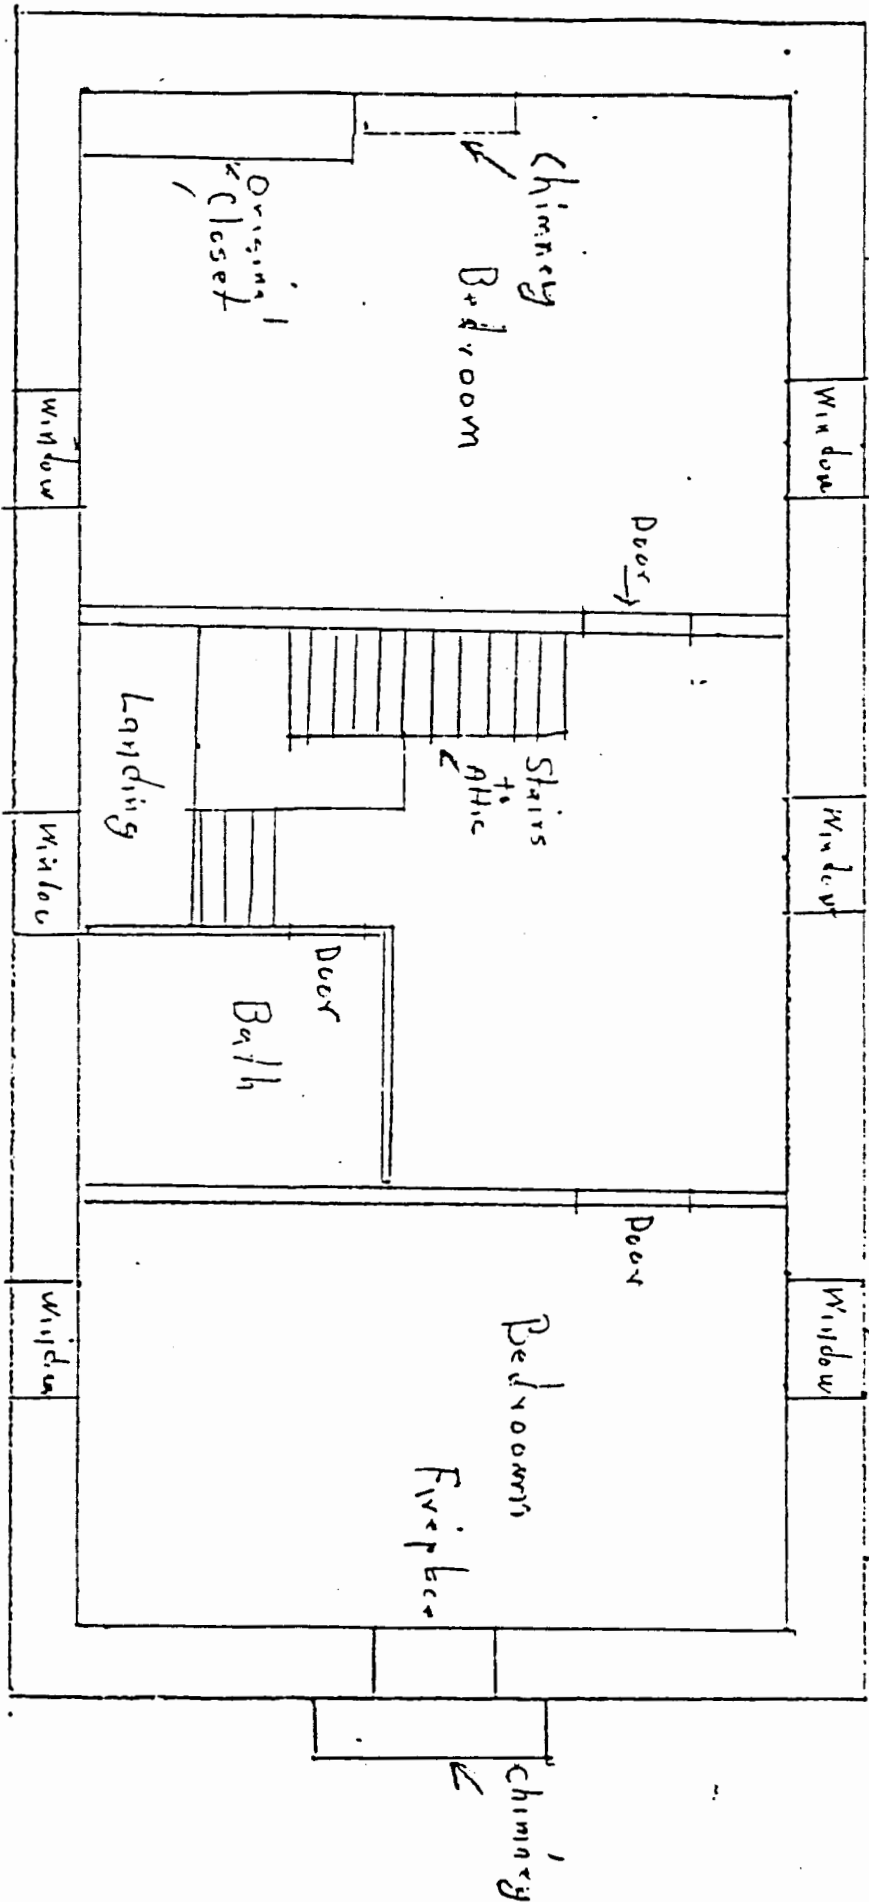 Chimney
Bedroom
Original
Closet
Window
Window
Door
Stairs
to
Attic
Landing
Window
Window
Door
Bath
Door
Window
Window
Bedroom
Fireplace
Chimney